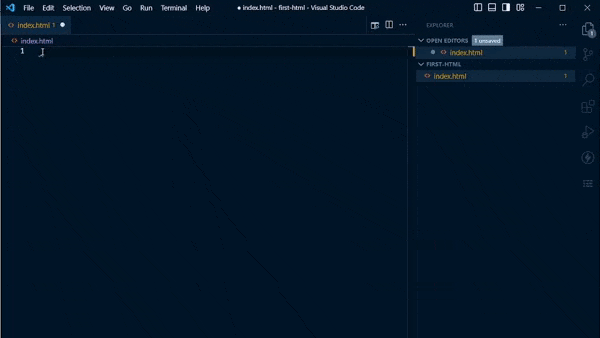 File Edit Selection View Go Run Terminal Help ● index.html - first-html - Visual Studio Code
index.html 1
EXPLORER
index.html
OPEN EDITORS 1 unsaved
1
index.html 1
FIRST-HTML
index.html 1
1